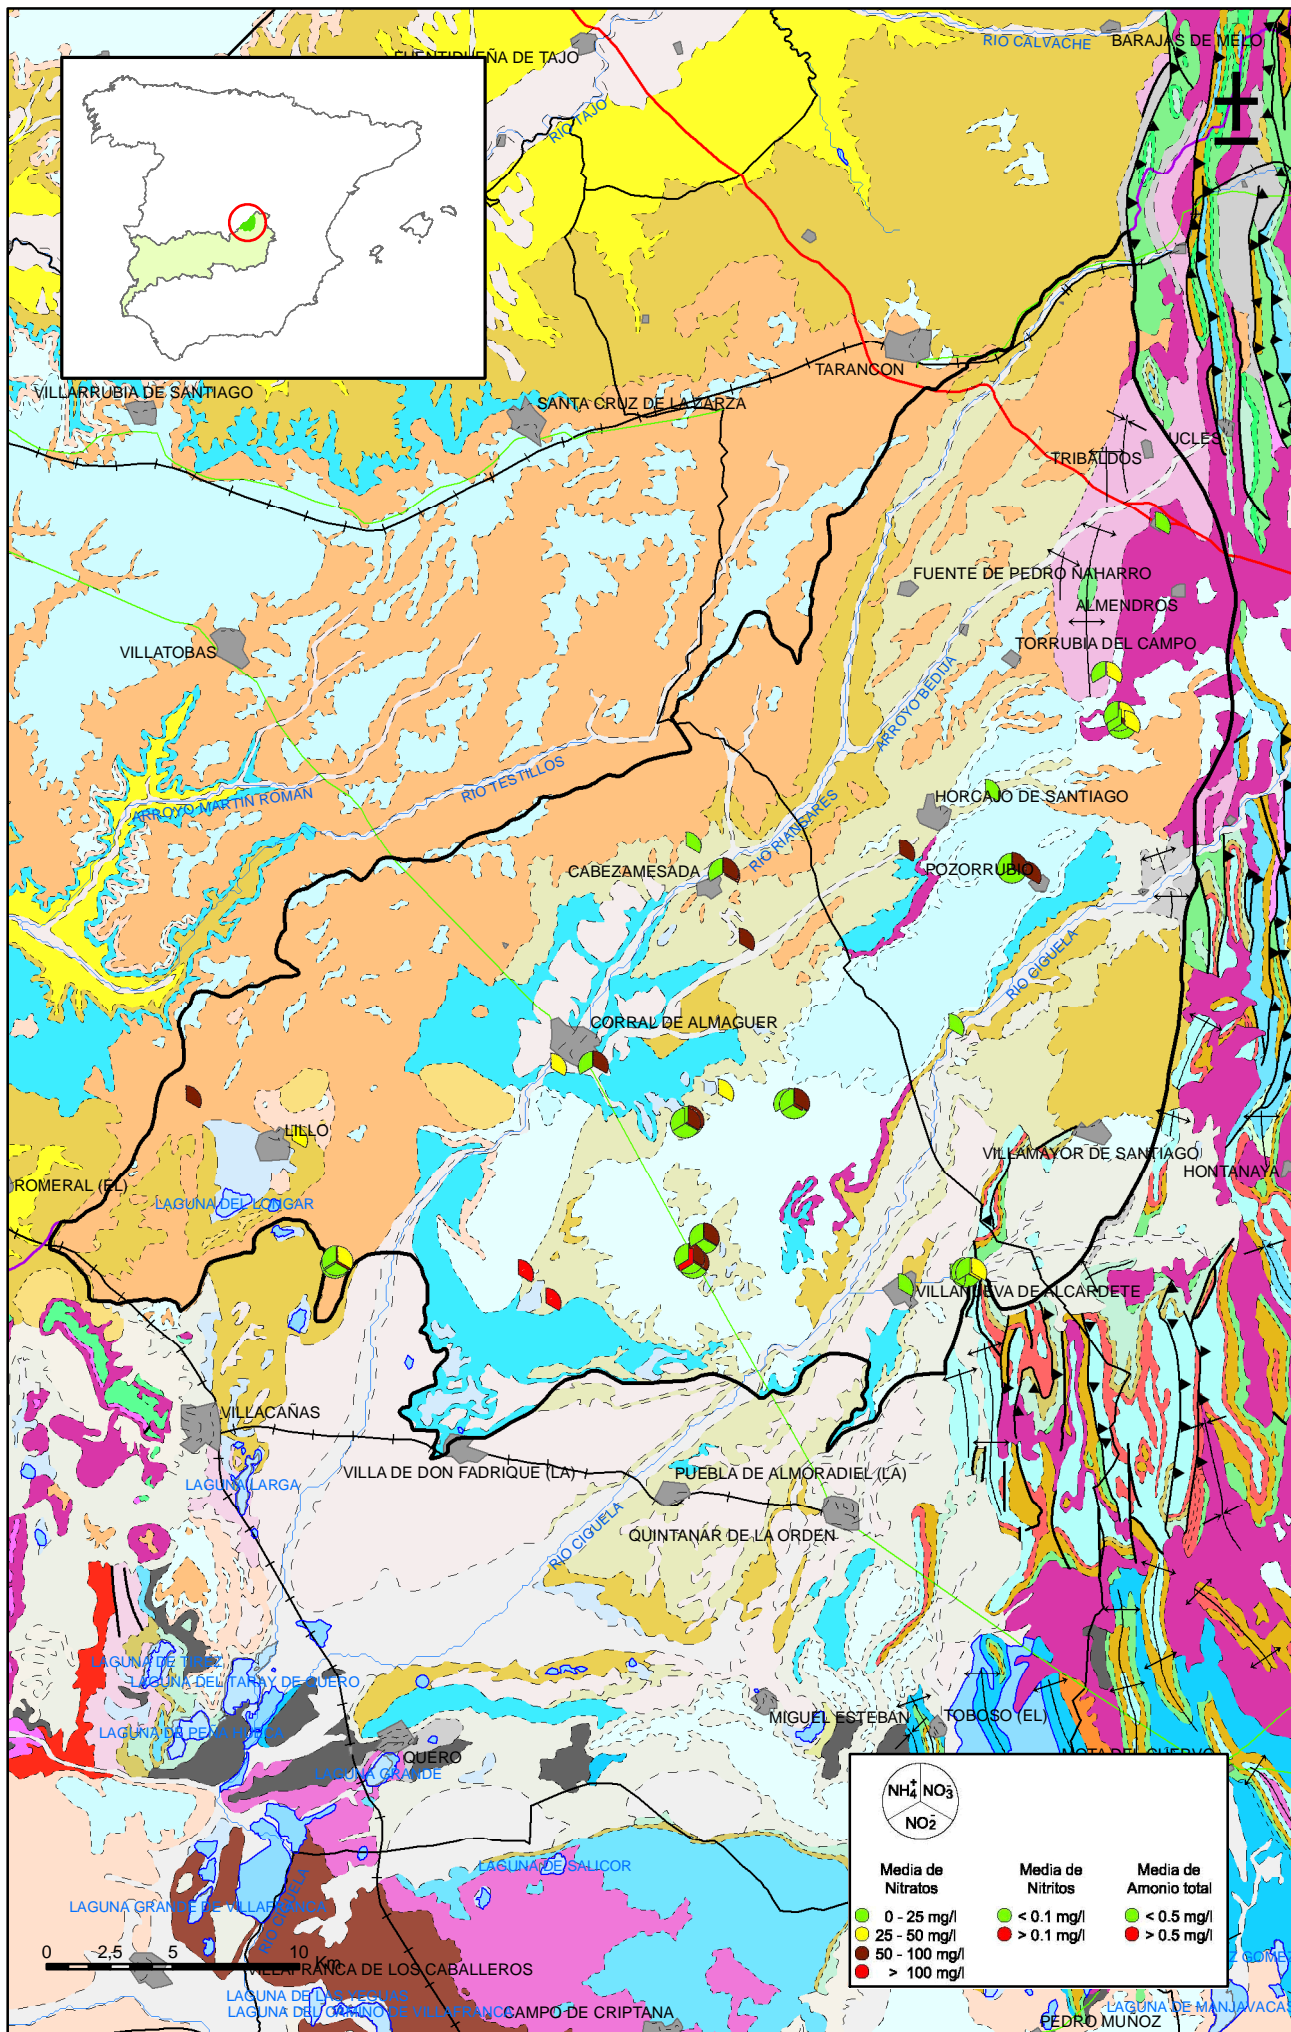 RIO CALVACHE
BARAJAS DE MELO
ÑA DE TAJO
RIO TAJO
TARANCON
VILLARRUBIA DE SANTIAGO
SANTA CRUZ DE LA ZARZA
UCLES
TRIBALDOS
FUENTE DE PEDRO NAHARRO
ALMENDROS
TORRUBIA DEL CAMPO
VILLATOBAS
ARROYO BEDIJA
RIO TESTILLOS
ARROYO MARTIN ROMAN
HORCAJO DE SANTIAGO
RIO RIANSARES
CABEZAMESADA
POZORRUBIO
RIO CIGUELA
CORRAL DE ALMAGUER
LILLO
VILLAMAYOR DE SANTIAGO
HONTANAYA
ROMERAL (EL)
LAGUNA DEL LONGAR
VILLANUEVA DE ALCARDETE
VILLACAÑAS
VILLA DE DON FADRIQUE (LA)
PUEBLA DE ALMORADIEL (LA)
LAGUNA LARGA
QUINTANAR DE LA ORDEN
RIO CIGUELA
LAGUNA DE TIREZ
LAGUNA DEL TARAY DE QUERO
LAGUNA DE PEÑA HUECA
MIGUEL ESTEBAN
TOBOSO (EL)
QUERO
LAGUNA GRANDE
MOTA DEL CUERVO
NH4+ NO3-
NO2-
Media de Nitratos
Media de Nitritos
Media de Amonio total
0 - 25 mg/l
< 0.1 mg/l
< 0.5 mg/l
25 - 50 mg/l
> 0.1 mg/l
> 0.5 mg/l
50 - 100 mg/l
> 100 mg/l
LAGUNA DE SALICOR
LAGUNA GRANDE DE VILLAFRANCA
RIO CIGUELA
0 2,5 5 10 Km
VILLAFRANCA DE LOS CABALLEROS
LAGUNA DE LAS YEGUAS
LAGUNA DEL CAMINO DE VILLAFRANCA
CAMPO DE CRIPTANA
LAGUNA DE MANJAVACAS
PEDRO MUÑOZ